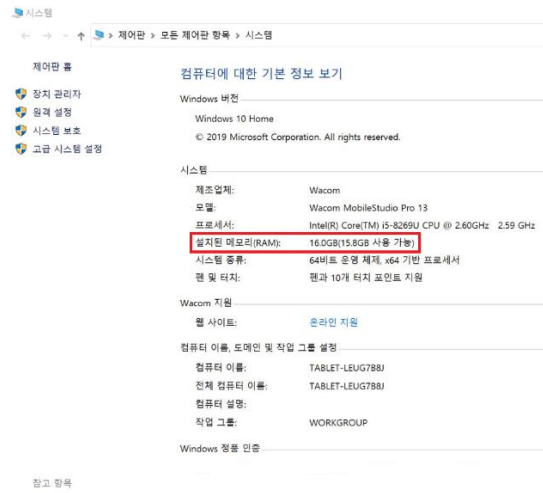 시스템
제어판 > 모든 제어판 항목 > 시스템
제어판 홈
장치 관리자
원격 설정
시스템 보호
고급 시스템 설정
컴퓨터에 대한 기본 정보 보기
Windows 버전
Windows 10 Home
© 2019 Microsoft Corporation. All rights reserved.
시스템
제조업체: Wacom
모델: Wacom MobileStudio Pro 13
프로세서: Intel(R) Core(TM) i5-8269U CPU @ 2.60GHz 2.59 GHz
설치된 메모리(RAM): 16.0GB(15.8GB 사용 가능)
시스템 종류: 64비트 운영 체제, x64 기반 프로세서
펜 및 터치: 펜과 10개 터치 포인트 지원
Wacom 지원
웹 사이트: 온라인 지원
컴퓨터 이름, 도메인 및 작업 그룹 설정
컴퓨터 이름: TABLET-LEUG7B8J
전체 컴퓨터 이름: TABLET-LEUG7B8J
컴퓨터 설명:
작업 그룹: WORKGROUP
Windows 정품 인증
참고 항목